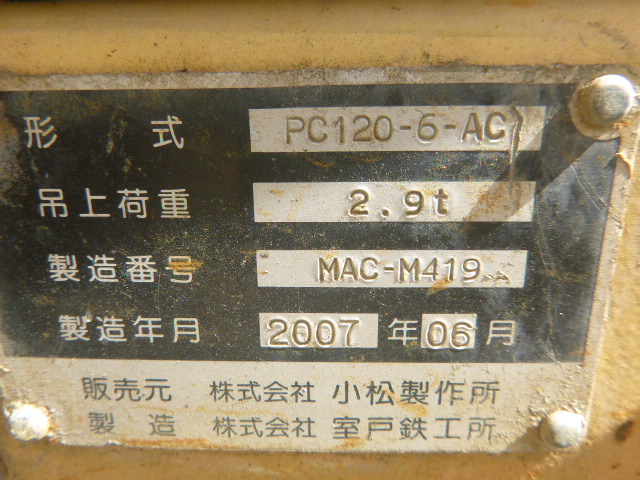 形 式 PC120-6-AC
吊上荷重 2.9t
製造番号 MAC-M419
製造年月 2007 年 06 月
販売元 株式会社 小松製作所
製 造 株式会社 室戸鉄工所